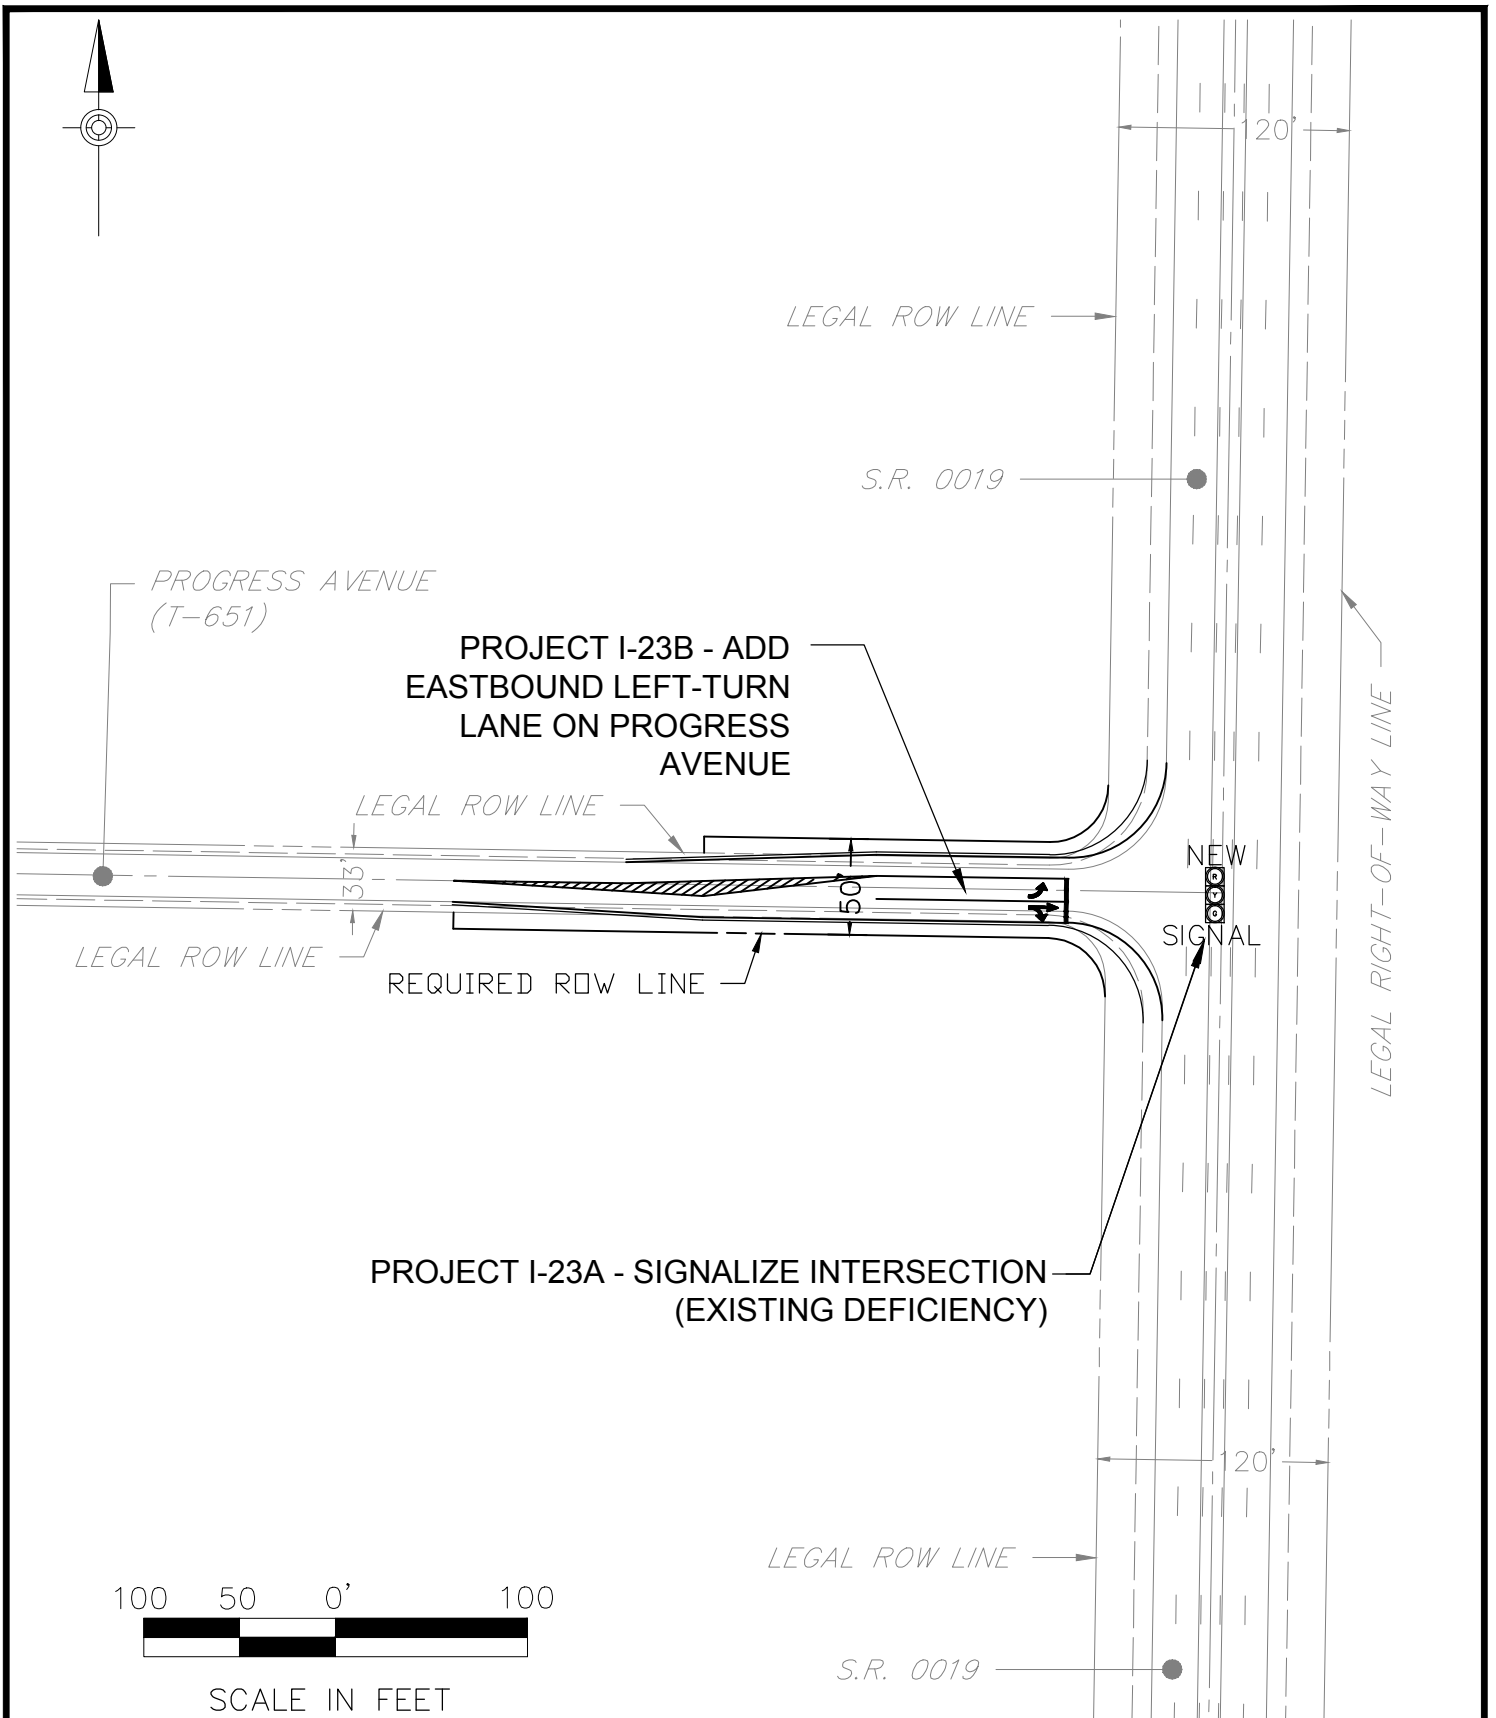 120'
LEGAL ROW LINE
S.R. 0019
PROGRESS AVENUE
(T-651)
PROJECT I-23B - ADD
EASTBOUND LEFT-TURN
LANE ON PROGRESS
AVENUE
LEGAL RIGHT-OF-WAY LINE
LEGAL ROW LINE
33'
50'
NEW
R
Y
G
SIGNAL
LEGAL ROW LINE
REQUIRED ROW LINE
PROJECT I-23A - SIGNALIZE INTERSECTION
(EXISTING DEFICIENCY)
120'
LEGAL ROW LINE
100 50 0' 100
SCALE IN FEET
S.R. 0019